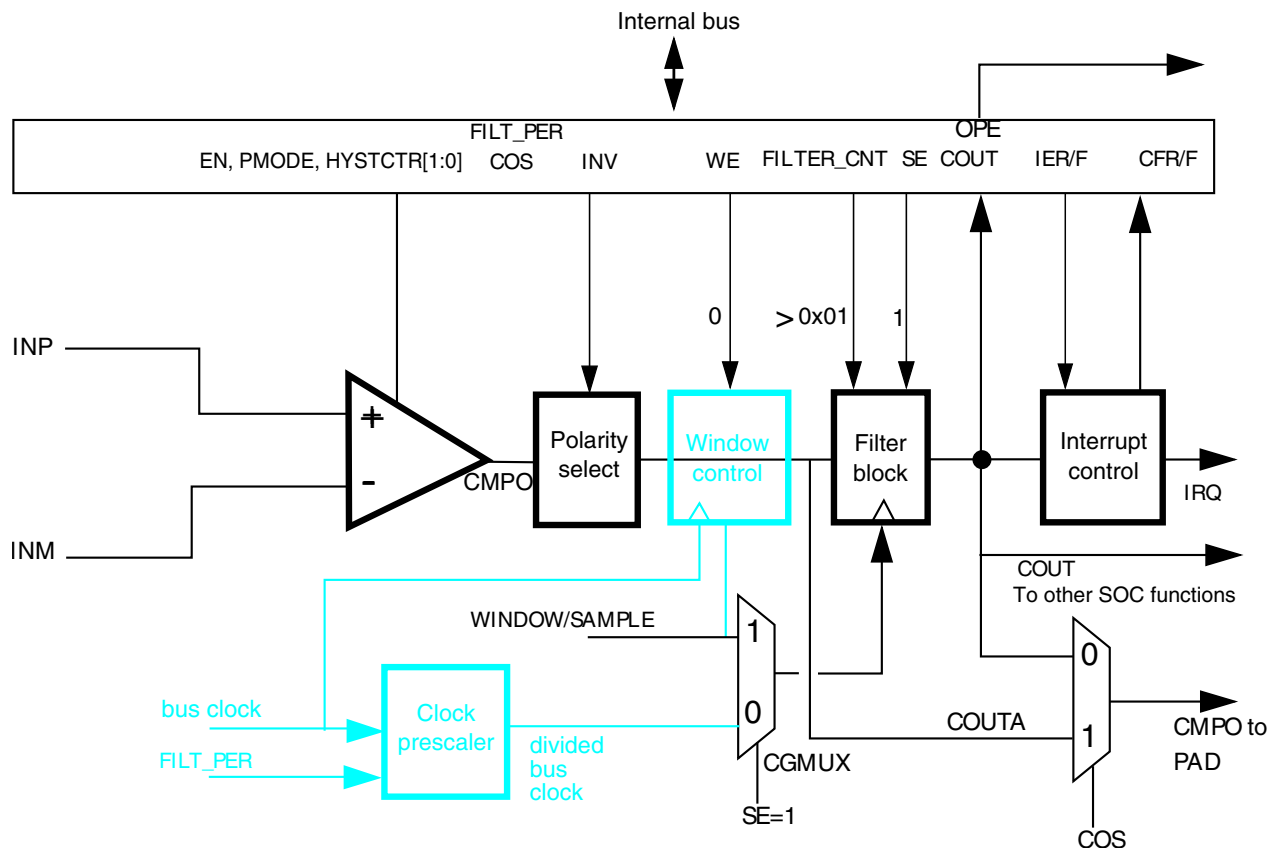 Internal bus
FILT_PER
OPE
EN, PMODE, HYSTCTR[1:0]
COS
INV
WE
FILTER_CNT
SE
COUT
IER/F
CFR/F
0
> 0x01
1
INP
INM
+
-
CMPO
Polarity
select
Window
control
Filter
block
Interrupt
control
IRQ
COUT
To other SOC functions
WINDOW/SAMPLE
1
0
CGMUX
SE=1
bus clock
FILT_PER
Clock
prescaler
divided
bus
clock
COUTA
0
1
CMPO to
PAD
COS